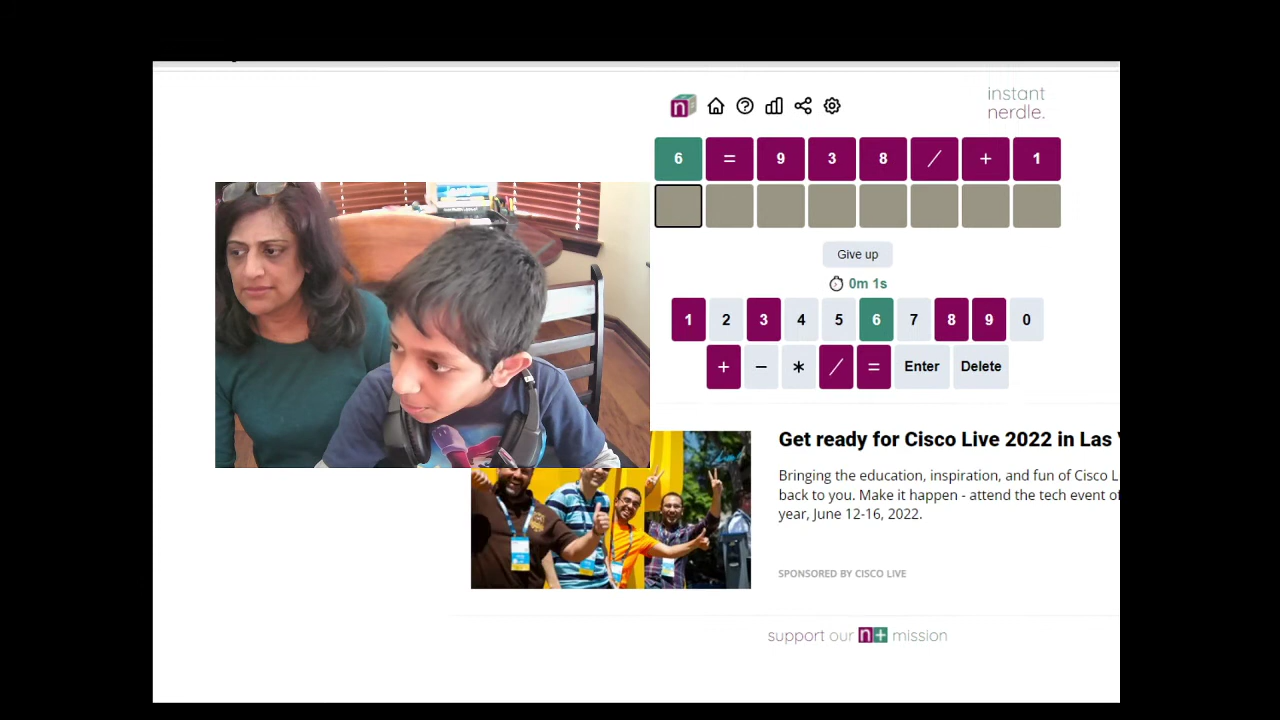 instant
nerdle.
n
6 = 9 3 8 / + 1
Give up
0m 1s
1 2 3 4 5 6 7 8 9 0
+ - * / = Enter Delete
Get ready for Cisco Live 2022 in Las
Bringing the education, inspiration, and fun of Cisco L
back to you. Make it happen - attend the tech event o
year, June 12-16, 2022.
SPONSORED BY CISCO LIVE
support our n+ mission